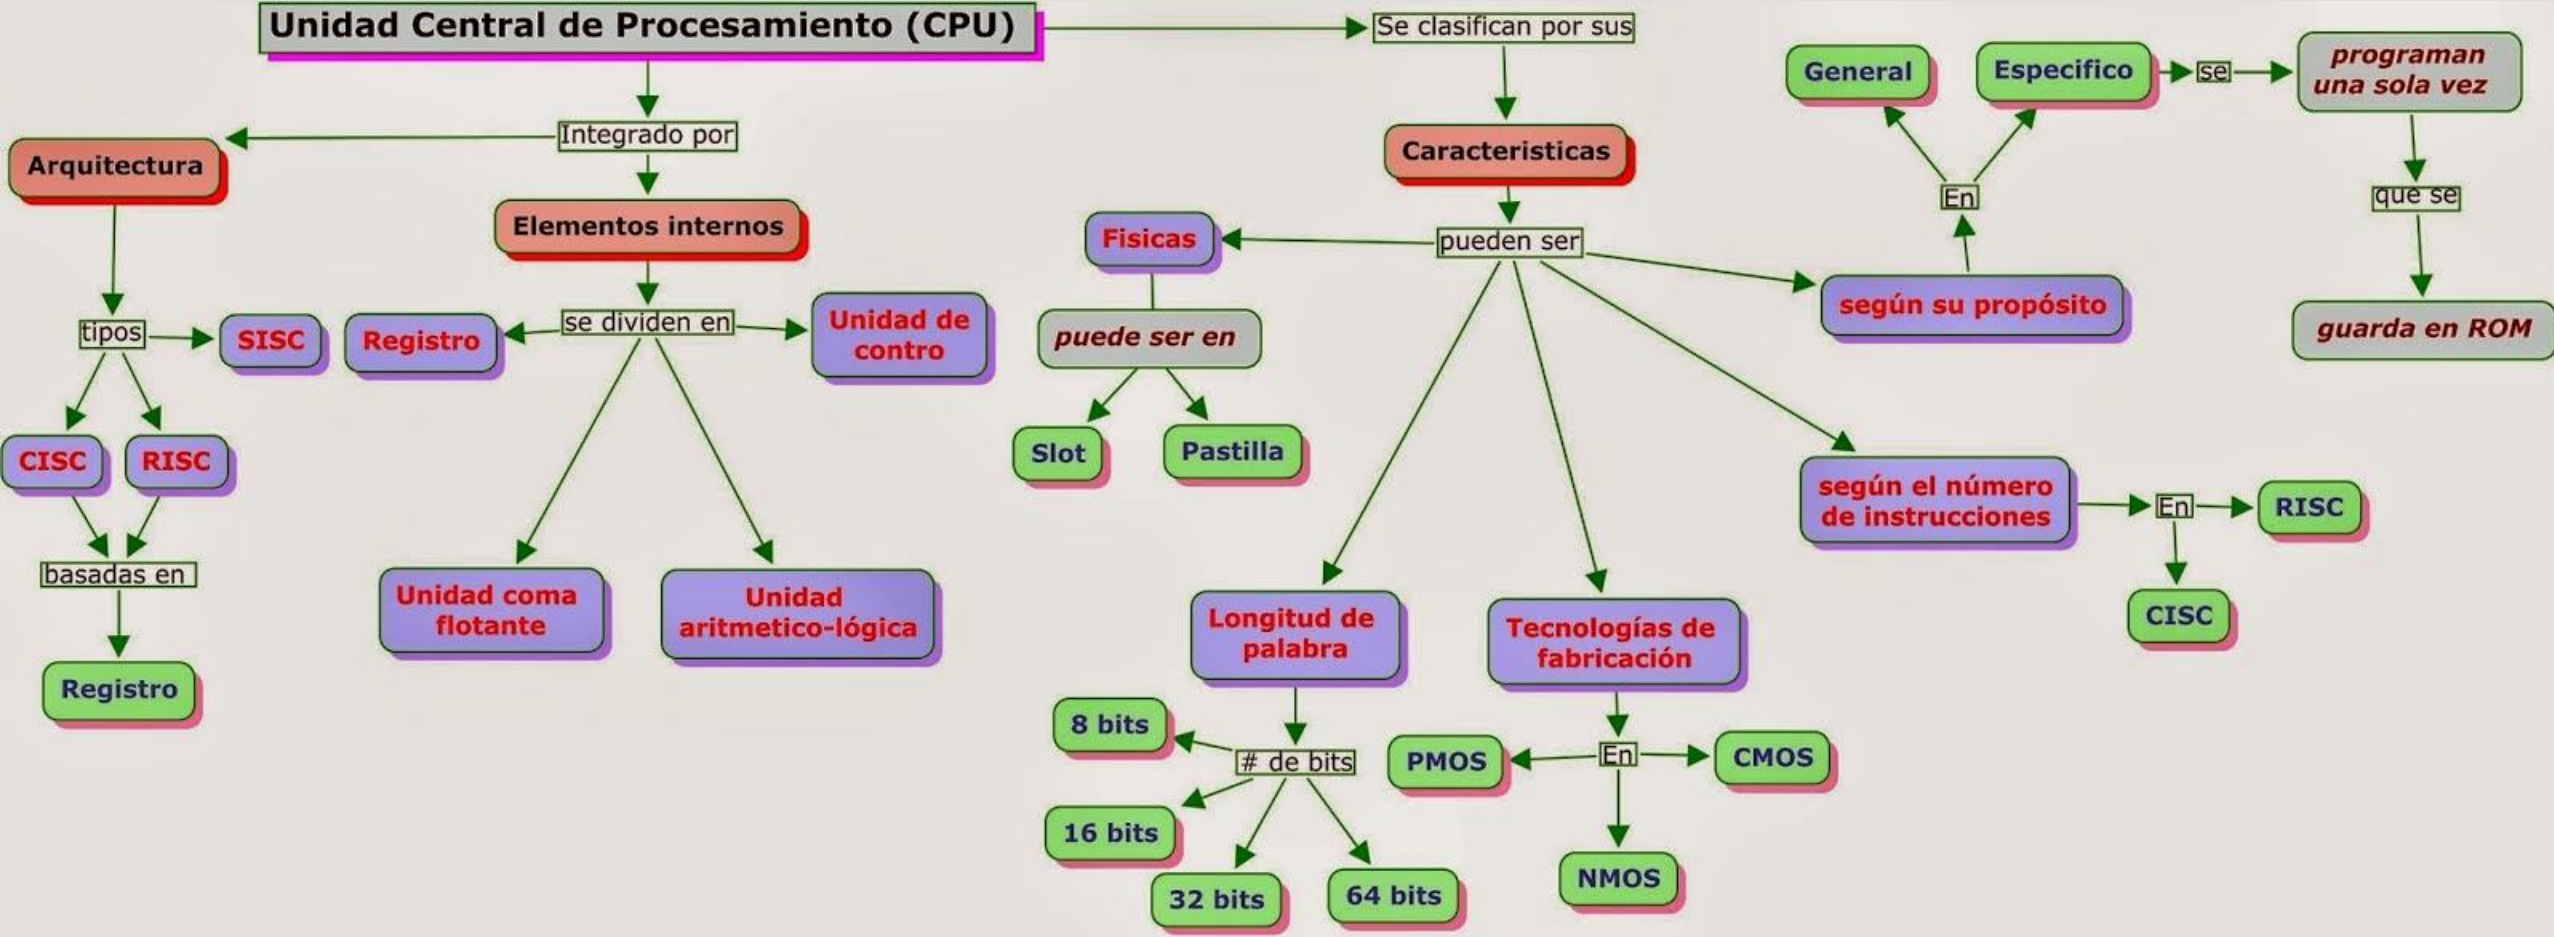 Unidad Central de Procesamiento (CPU)
Integrado por
Arquitectura
tipos
SISC
CISC
RISC
basadas en
Registro
Elementos internos
se dividen en
Registro
Unidad de
contro
Unidad coma
flotante
Unidad
aritmetico-lógica
Se clasifican por sus
Caracteristicas
pueden ser
Fisicas
puede ser en
Slot
Pastilla
Longitud de
palabra
# de bits
8 bits
16 bits
32 bits
64 bits
Tecnologías de
fabricación
En
PMOS
CMOS
NMOS
según el número
de instrucciones
En
RISC
CISC
según su propósito
En
General
Especifico
se
programan
una sola vez
que se
guarda en ROM